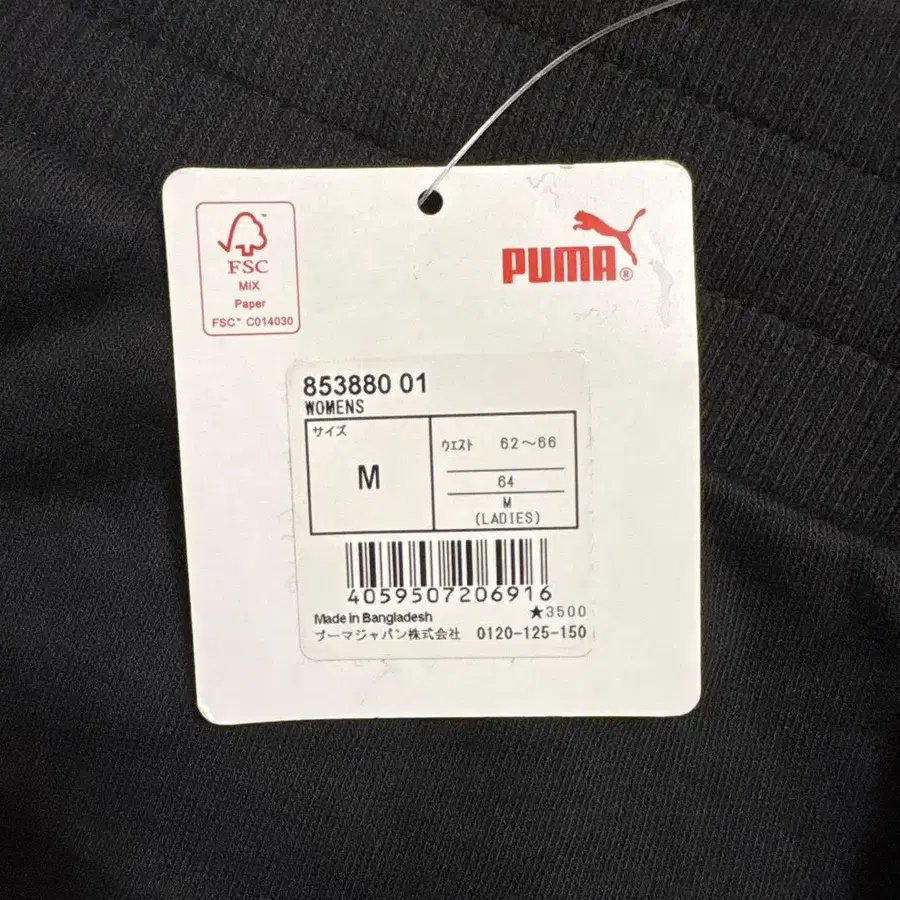 FSC™
MIX
Paper
FSC™ C014030
PUMA®
853880 01
WOMENS
サイズ
M
ウエスト 62～66
64
M
(LADIES)
4059507206916
★3500
Made in Bangladesh
プーマジャパン株式会社 0120-125-150